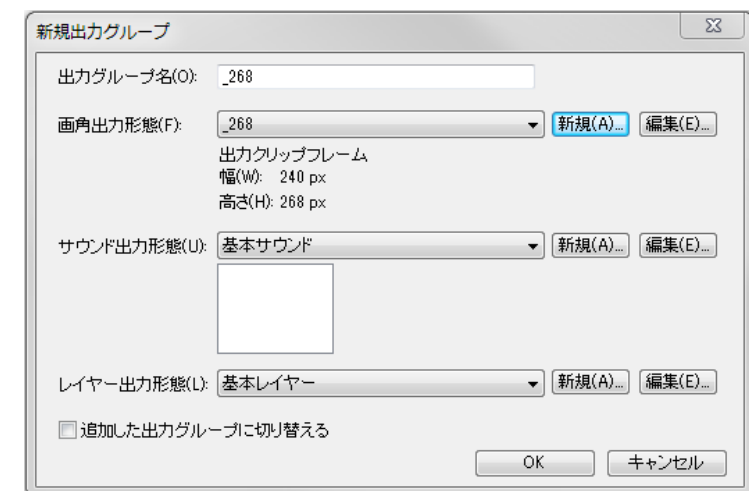 新規出力グループ
出力グループ名(O): _268
画角出力形態(F): _268 新規(A)... 編集(E)...
出力クリップフレーム
幅(W): 240 px
高さ(H): 268 px
サウンド出力形態(U): 基本サウンド 新規(A)... 編集(E)...
レイヤー出力形態(L): 基本レイヤー 新規(A)... 編集(E)...
追加した出力グループに切り替える
OK キャンセル